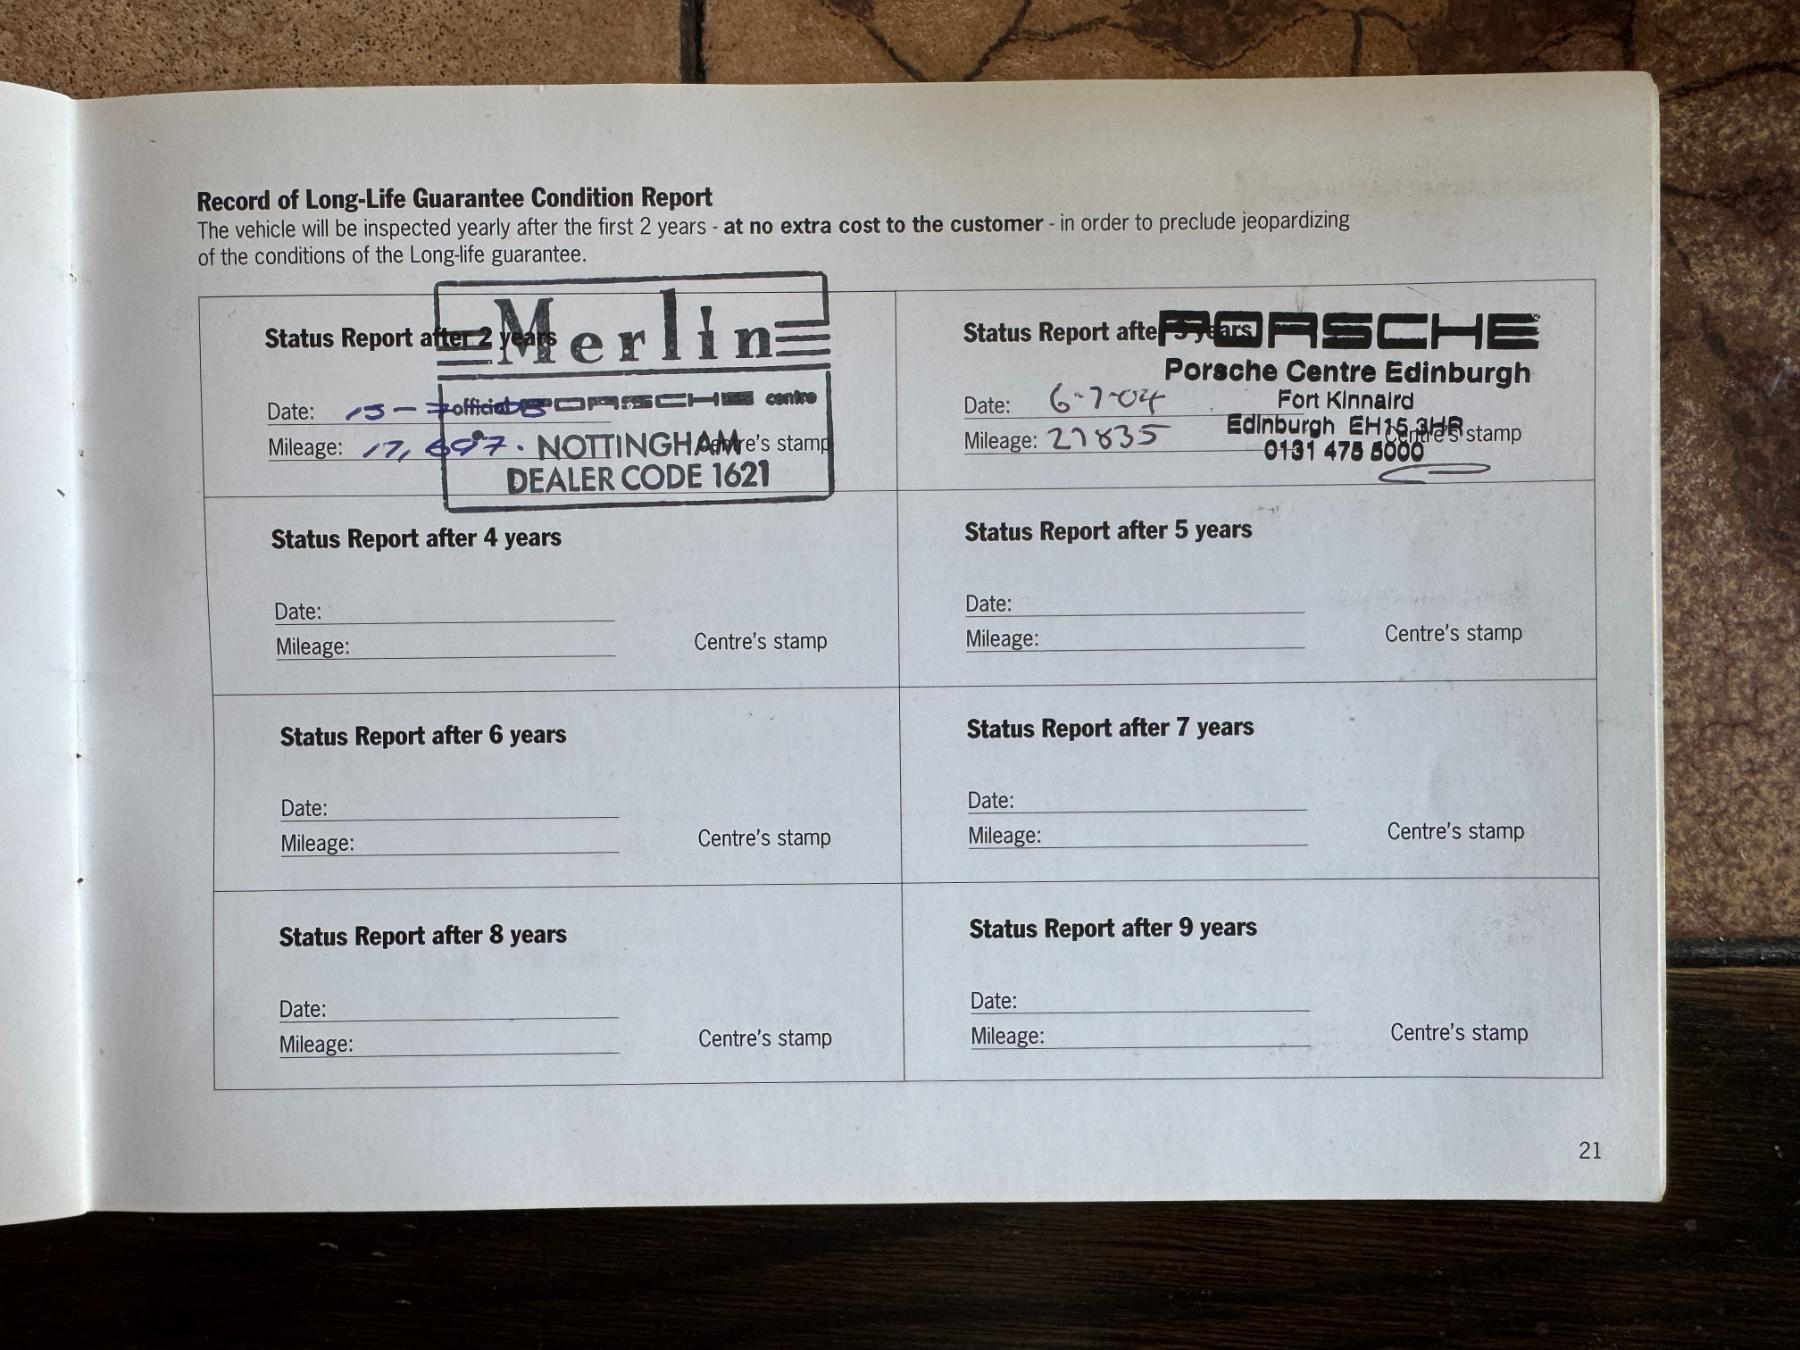 Record of Long-Life Guarantee Condition Report
The vehicle will be inspected yearly after the first 2 years - at no extra cost to the customer - in order to preclude jeopardizing
of the conditions of the Long-life guarantee.
Status Report after 2 years
Merlin
official PORSCHE centre
Date: 15-7-
Mileage: 17,697. Centre's stamp
NOTTINGHAM
DEALER CODE 1621
Status Report after 3 years
PORSCHE
Porsche Centre Edinburgh
Fort Kinnaird
Edinburgh EH15 3HR
0131 475 5000
Date: 6-7-04
Mileage: 27835 Centre's stamp
Status Report after 4 years
Date:
Mileage: Centre's stamp
Status Report after 5 years
Date:
Mileage: Centre's stamp
Status Report after 6 years
Date:
Mileage: Centre's stamp
Status Report after 7 years
Date:
Mileage: Centre's stamp
Status Report after 8 years
Date:
Mileage: Centre's stamp
Status Report after 9 years
Date:
Mileage: Centre's stamp
21